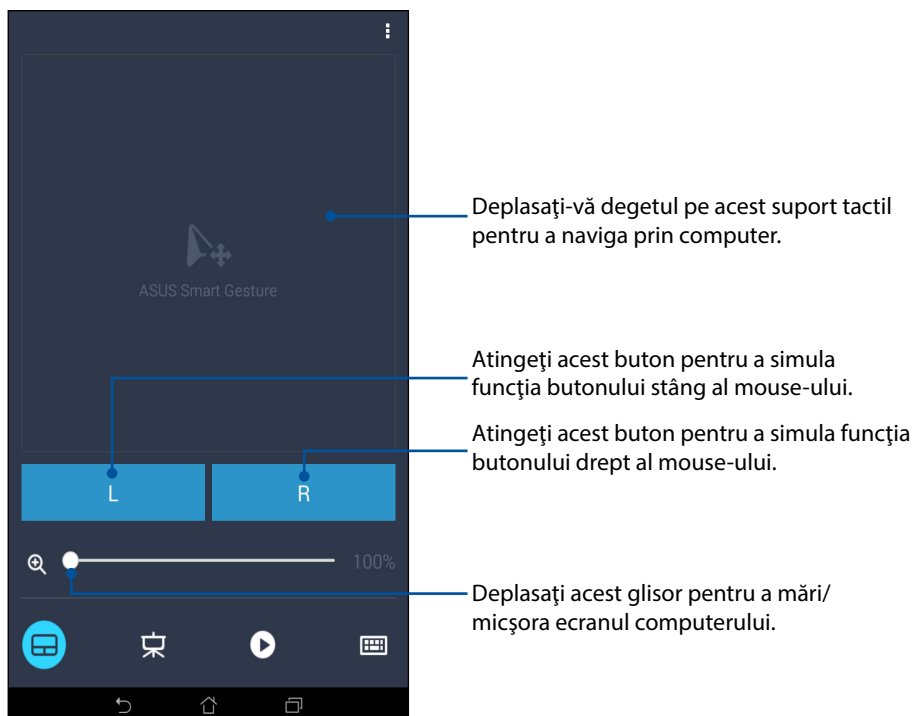 Deplasaţi-vă degetul pe acest suport tactil
pentru a naviga prin computer.
ASUS Smart Gesture
Atingeţi acest buton pentru a simula
funcţia butonului stâng al mouse-ului.
Atingeţi acest buton pentru a simula funcţia
butonului drept al mouse-ului.
L
R
100%
Deplasaţi acest glisor pentru a mări/
micşora ecranul computerului.